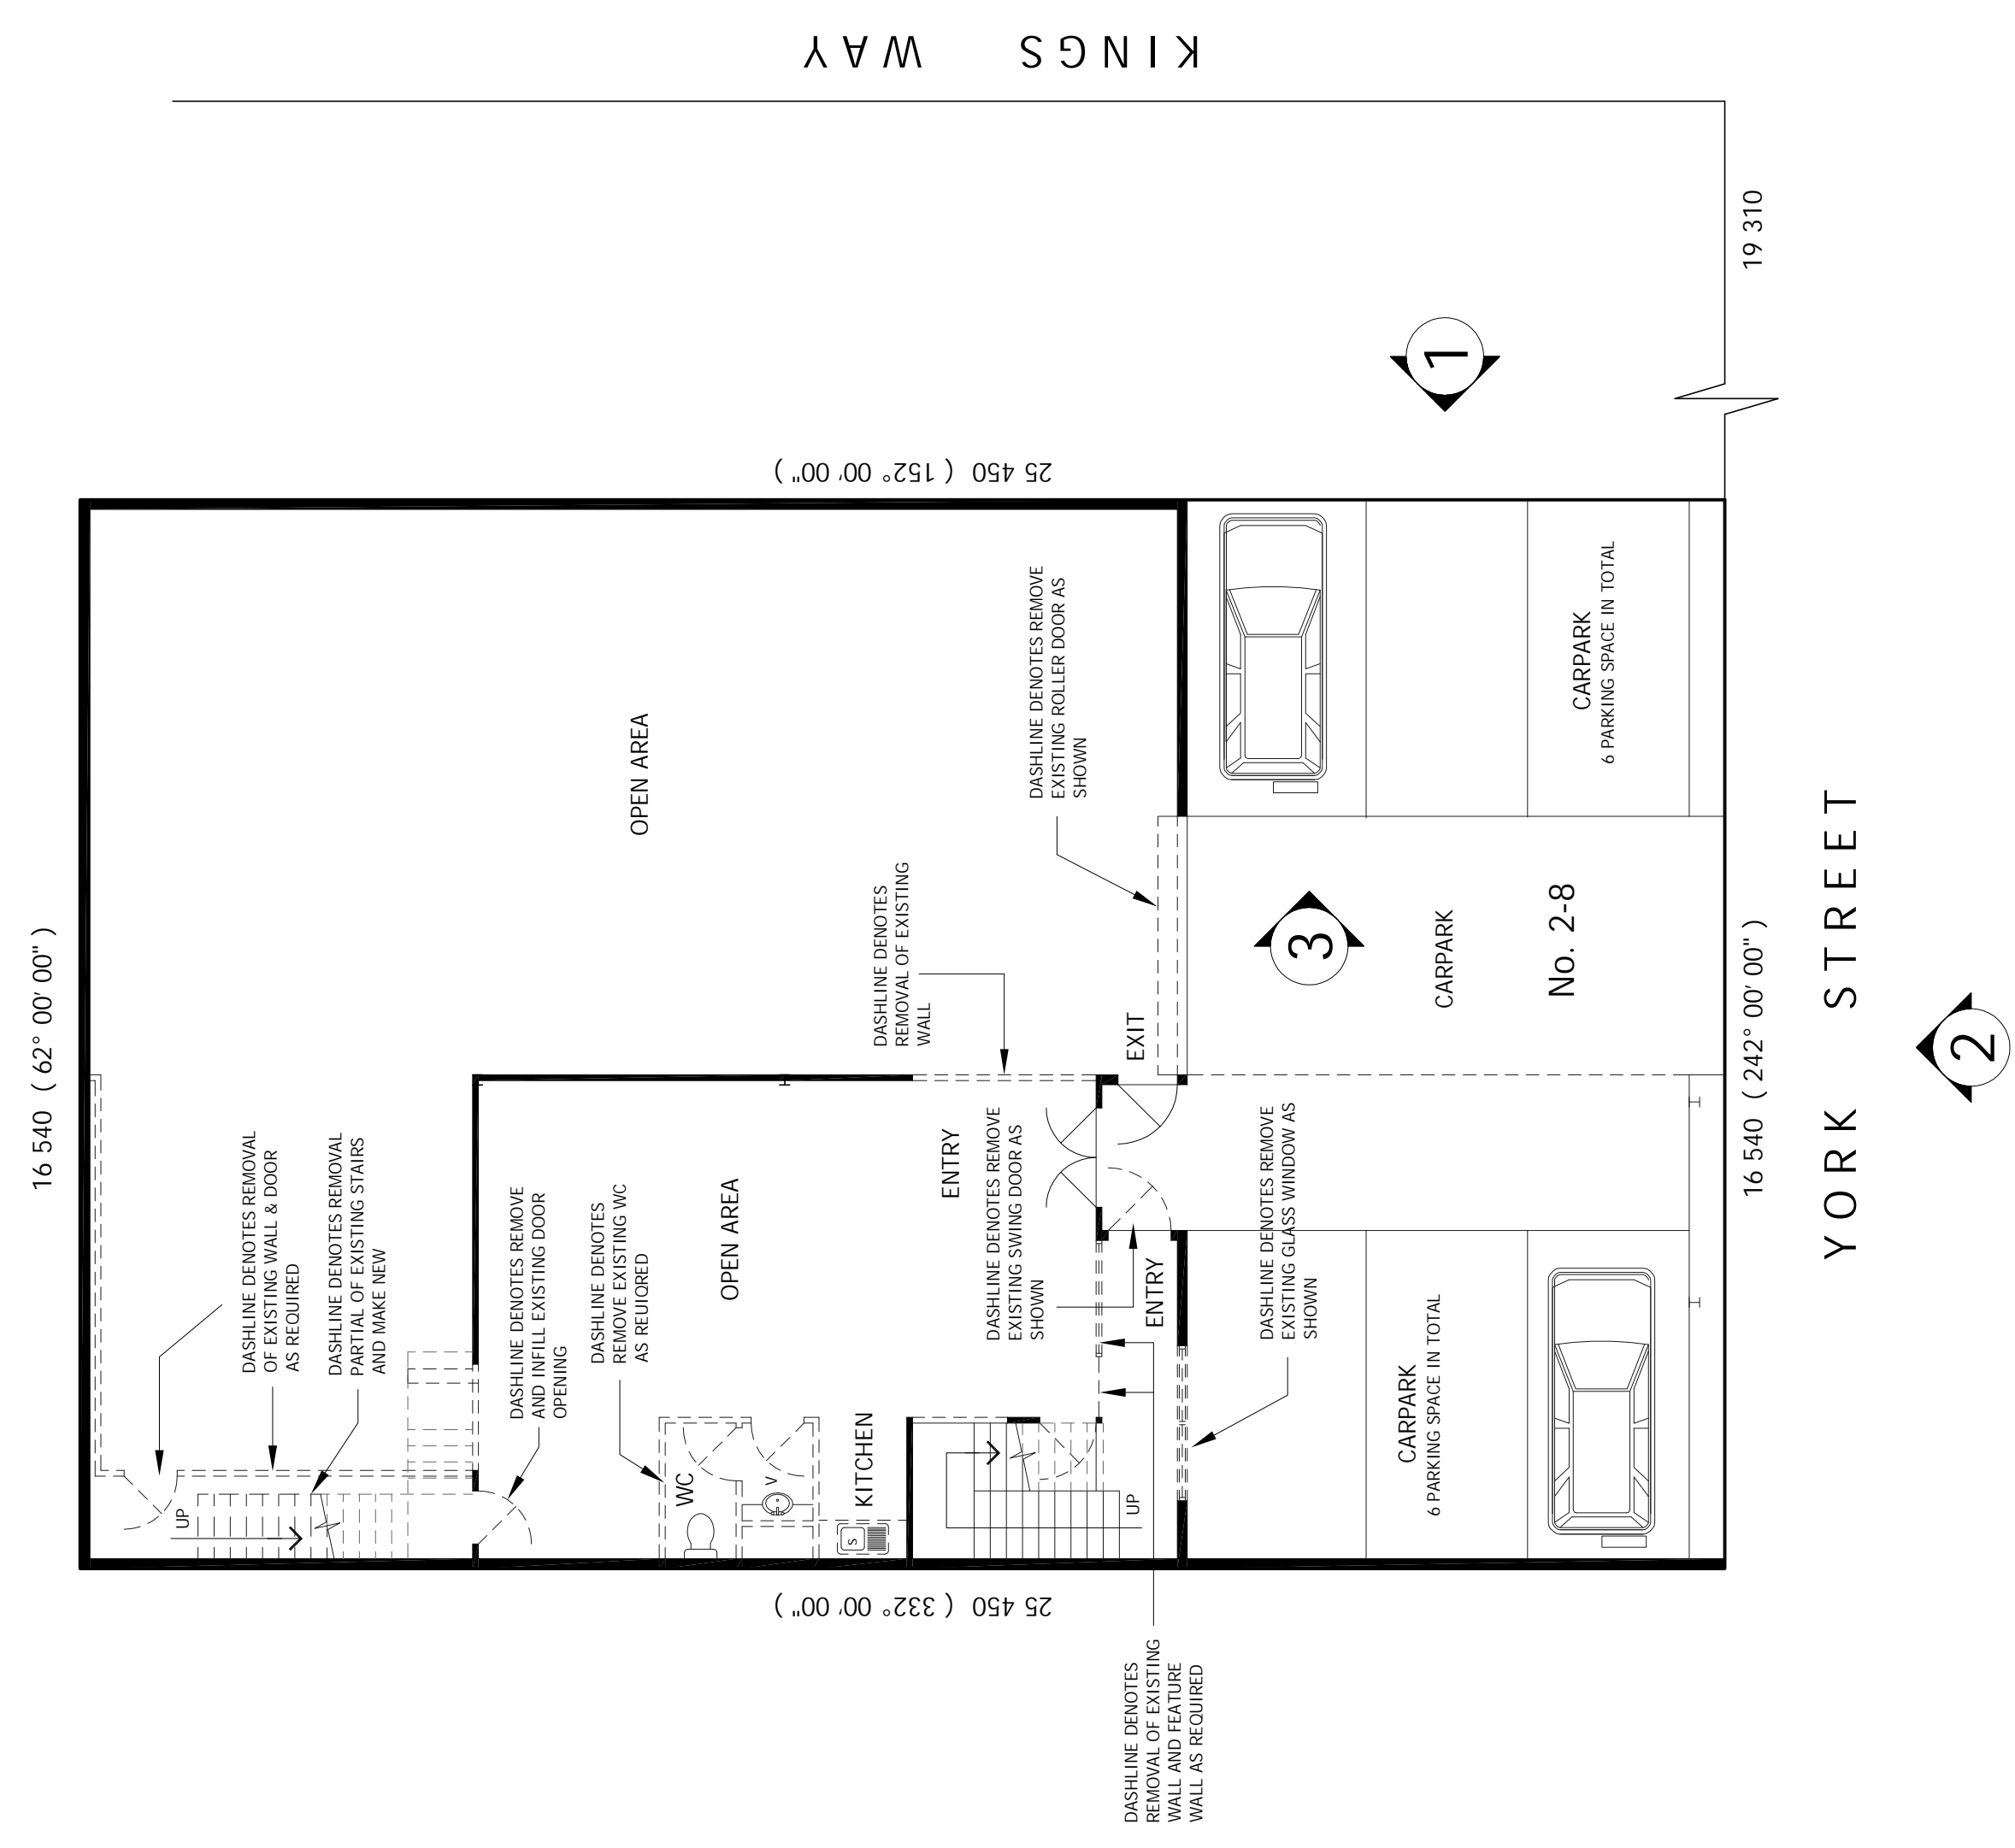 KINGS WAY
19 310
25 450 ( 152° 00' 00" )
16 540 ( 62° 00' 00" )
OPEN AREA
DASHLINE DENOTES REMOVE
EXISTING ROLLER DOOR AS
SHOWN
CARPARK
6 PARKING SPACE IN TOTAL
1
DASHLINE DENOTES
REMOVAL OF EXISTING
WALL
EXIT
3
CARPARK
No. 2-8
16 540 ( 242° 00' 00" )
YORK STREET
2
DASHLINE DENOTES REMOVAL
OF EXISTING WALL & DOOR
AS REQUIRED
DASHLINE DENOTES REMOVAL
PARTIAL OF EXISTING STAIRS
AND MAKE NEW
DASHLINE DENOTES REMOVE
AND INFILL EXISTING DOOR
OPENING
DASHLINE DENOTES
REMOVE EXISTING WC
AS REUIQRED
OPEN AREA
ENTRY
DASHLINE DENOTES REMOVE
EXISTING SWING DOOR AS
SHOWN
ENTRY
DASHLINE DENOTES REMOVE
EXISTING GLASS WINDOW AS
SHOWN
CARPARK
6 PARKING SPACE IN TOTAL
UP
WC
V
KITCHEN
S
UP
25 450 ( 332° 00' 00" )
DASHLINE DENOTES
REMOVAL OF EXISTING
WALL AND FEATURE
WALL AS REQUIRED